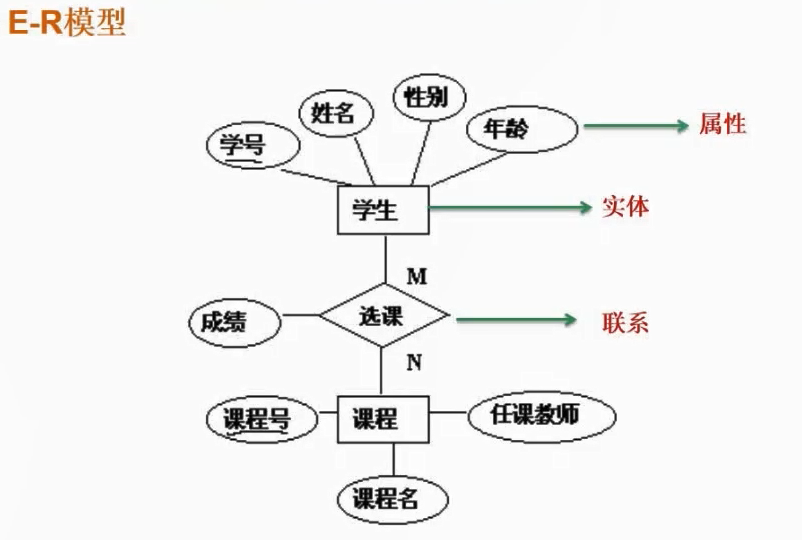 E-R模型
性别
姓名
年龄
属性
学号
学生
实体
M
成绩
选课
联系
N
课程号
课程
任课教师
课程名